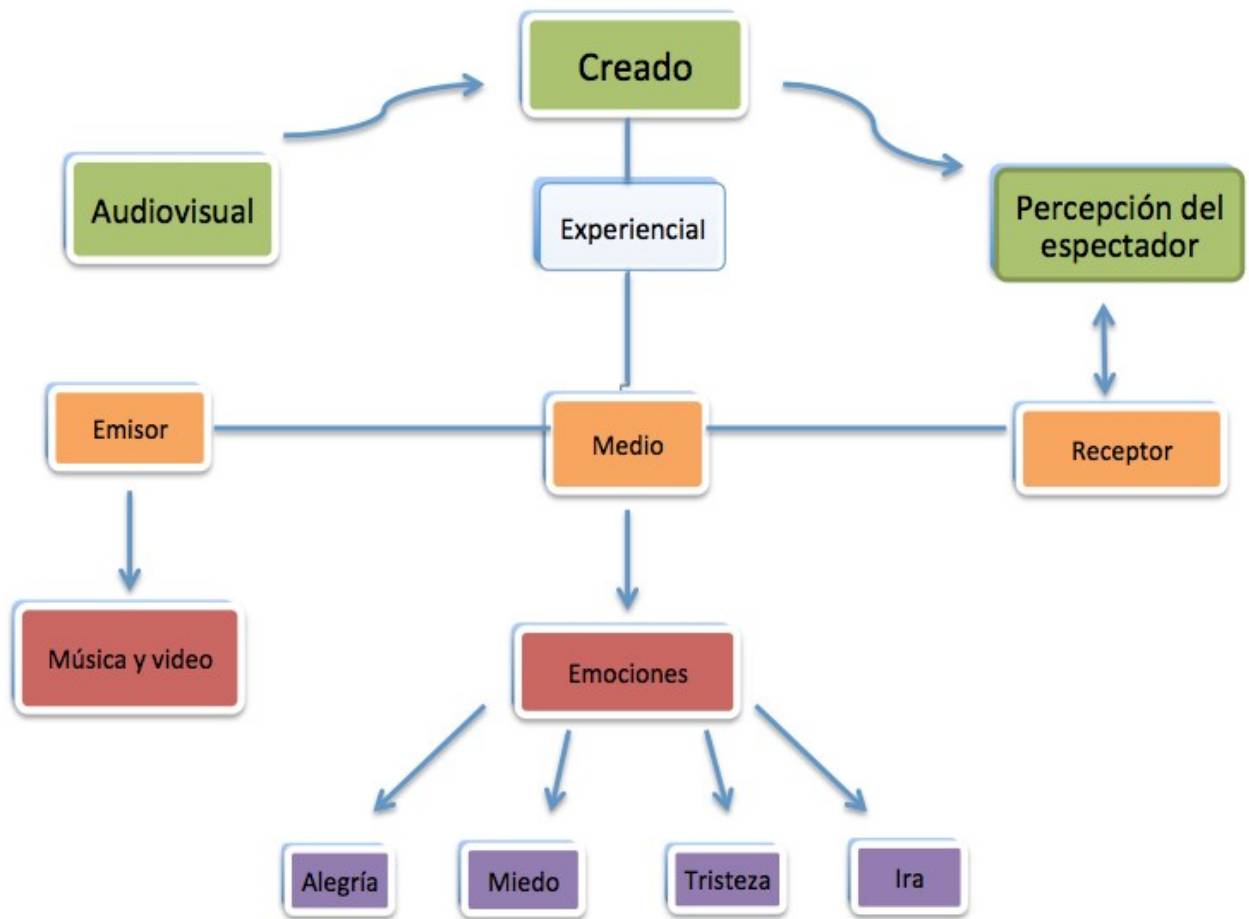 Creado
Audiovisual
Experiencial
Percepción del
espectador
Emisor
Medio
Receptor
Música y video
Emociones
Alegría
Miedo
Tristeza
Ira